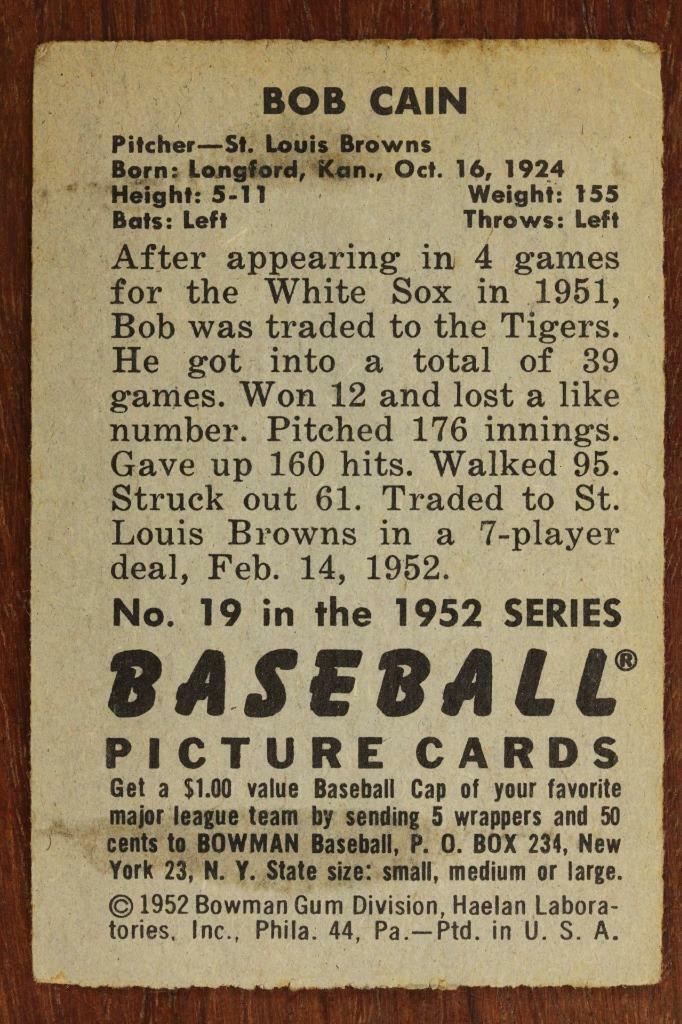 BOB CAIN
Pitcher—St. Louis Browns
Born: Longford, Kan., Oct. 16, 1924
Height: 5-11 Weight: 155
Bats: Left Throws: Left
After appearing in 4 games
for the White Sox in 1951,
Bob was traded to the Tigers.
He got into a total of 39
games. Won 12 and lost a like
number. Pitched 176 innings.
Gave up 160 hits. Walked 95.
Struck out 61. Traded to St.
Louis Browns in a 7-player
deal, Feb. 14, 1952.
No. 19 in the 1952 SERIES
BASEBALL®
PICTURE CARDS
Get a $1.00 value Baseball Cap of your favorite
major league team by sending 5 wrappers and 50
cents to BOWMAN Baseball, P. O. BOX 234, New
York 23, N. Y. State size: small, medium or large.
© 1952 Bowman Gum Division, Haelan Labora-
tories, Inc., Phila. 44, Pa.—Ptd. in U. S. A.